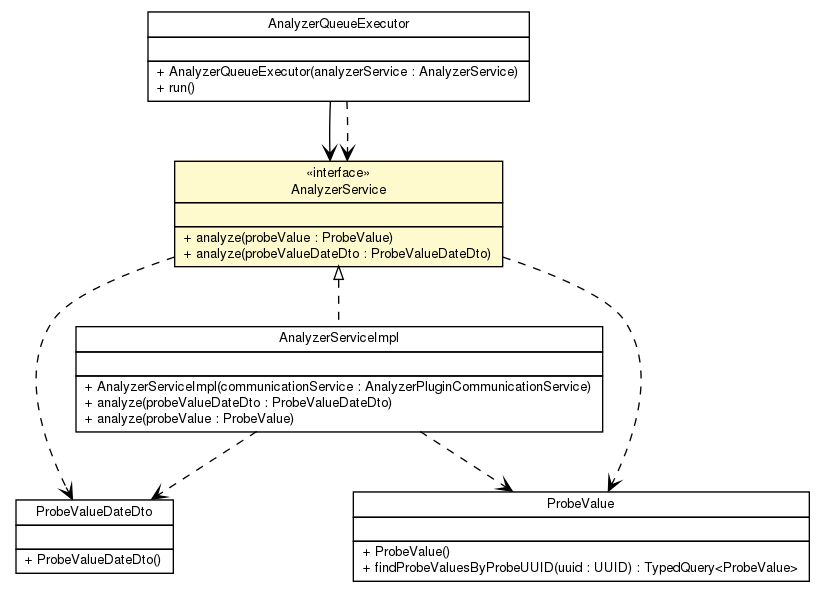 AnalyzerQueueExecutor
+ AnalyzerQueueExecutor(analyzerService : AnalyzerService)
+ run()
«interface»
AnalyzerService
+ analyze(probeValue : ProbeValue)
+ analyze(probeValueDateDto : ProbeValueDateDto)
AnalyzerServiceImpl
+ AnalyzerServiceImpl(communicationService : AnalyzerPluginCommunicationService)
+ analyze(probeValueDateDto : ProbeValueDateDto)
+ analyze(probeValue : ProbeValue)
ProbeValueDateDto
+ ProbeValueDateDto()
ProbeValue
+ ProbeValue()
+ findProbeValuesByProbeUUID(uuid : UUID) : TypedQuery<ProbeValue>